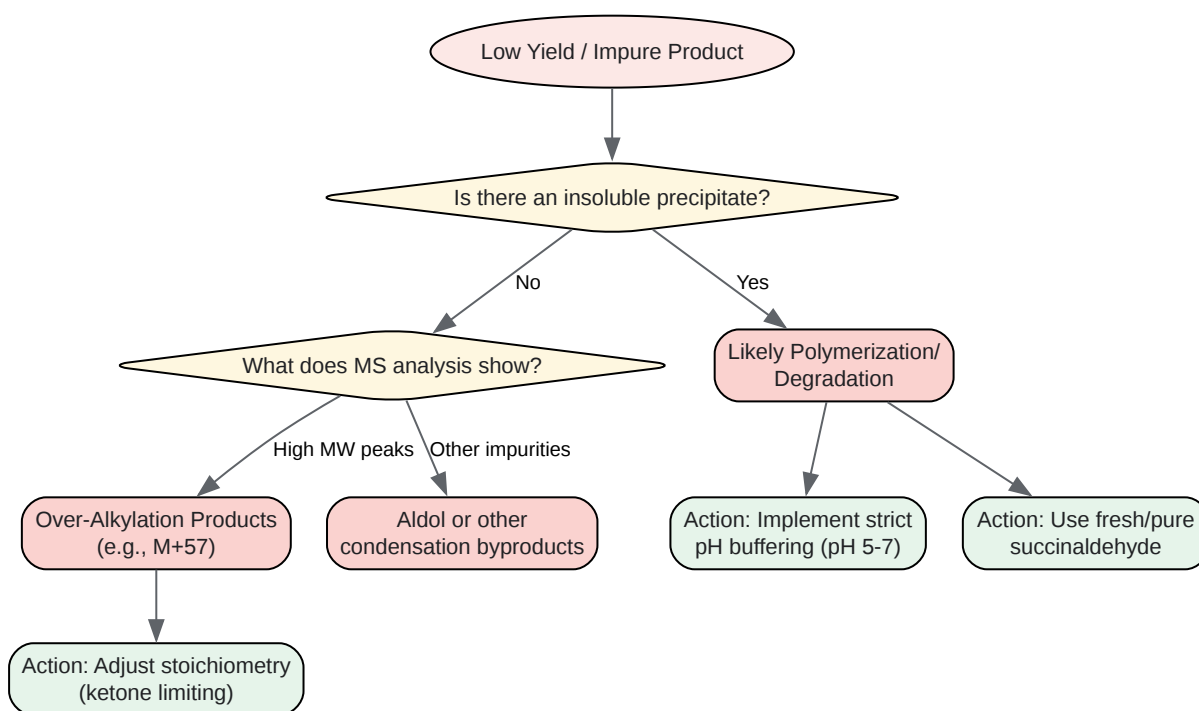 Low Yield / Impure Product
Is there an insoluble precipitate?
No
Yes
What does MS analysis show?
Likely Polymerization/
Degradation
High MW peaks
Other impurities
Over-Alkylation Products
(e.g., M+57)
Aldol or other
condensation byproducts
Action: Implement strict
pH buffering (pH 5-7)
Action: Use fresh/pure
succinaldehyde
Action: Adjust stoichiometry
(ketone limiting)